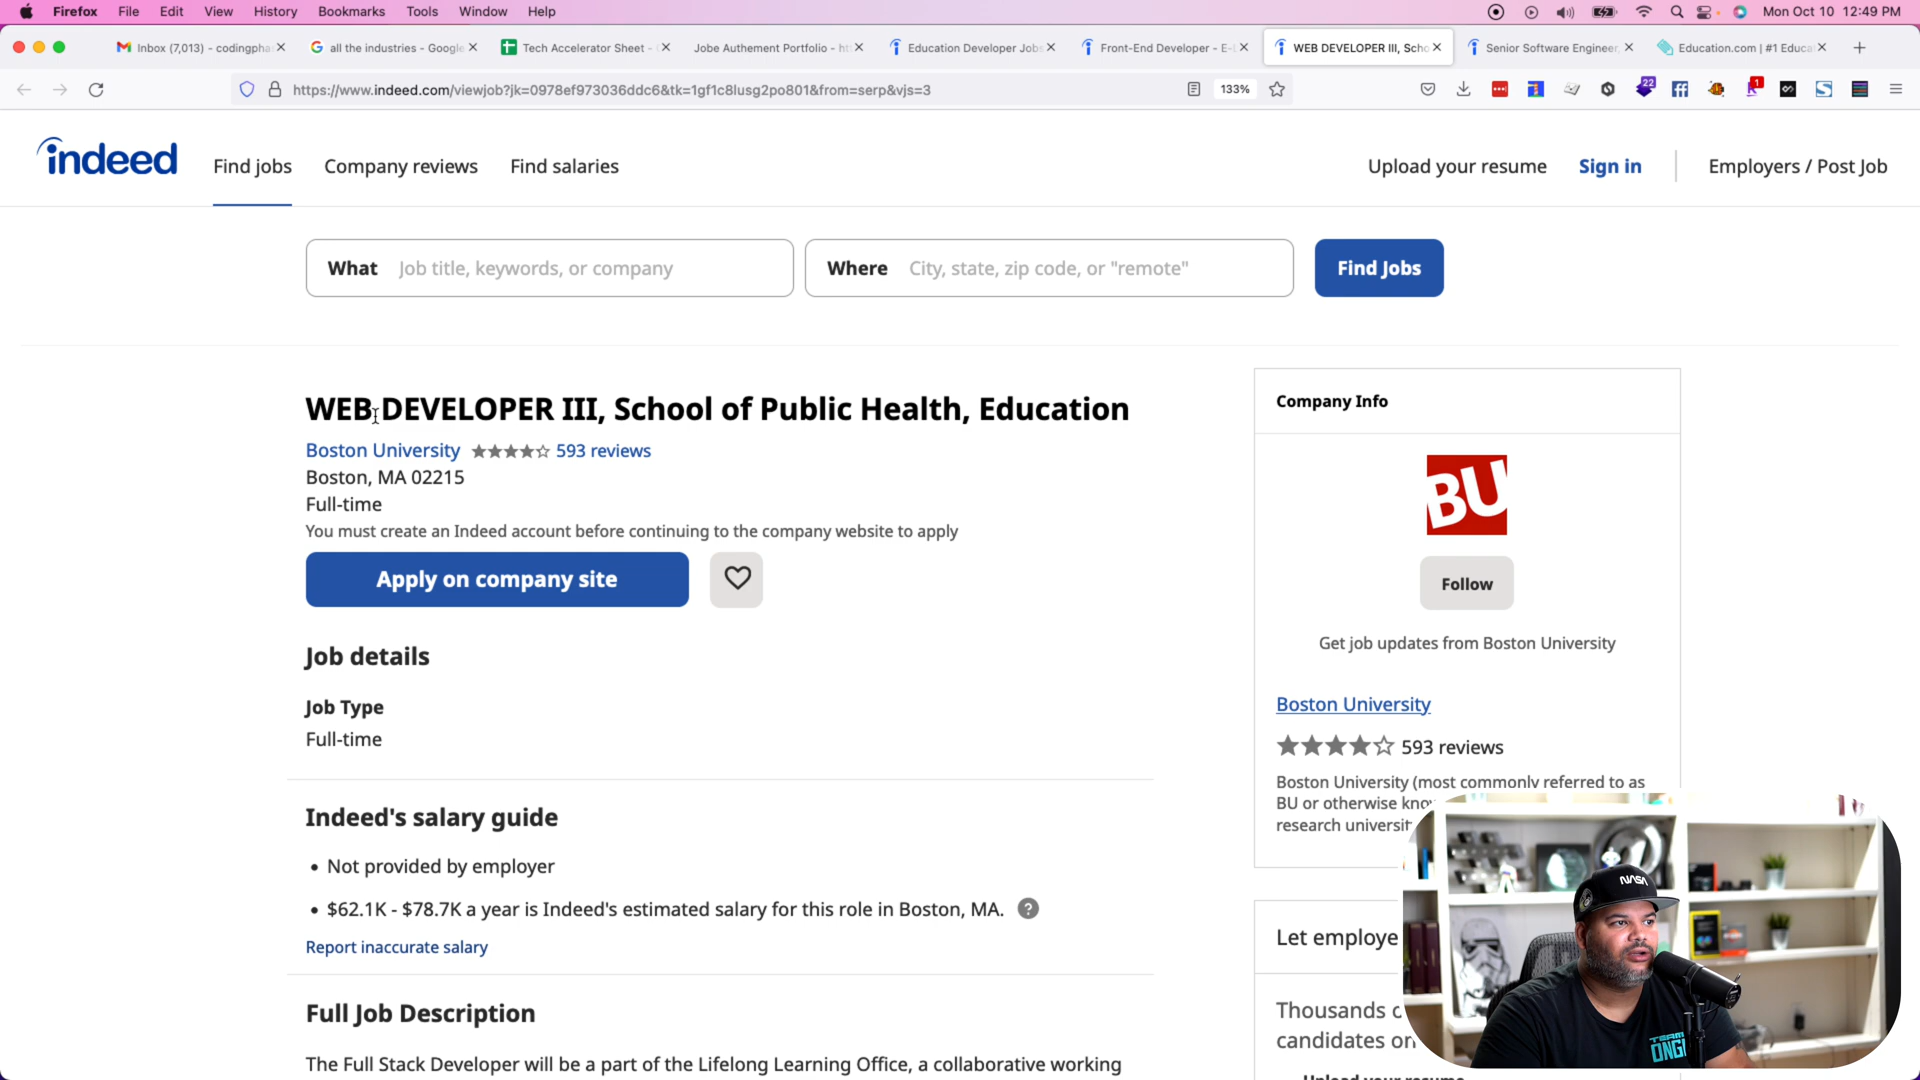 Firefox File Edit View History Bookmarks Tools Window Help Mon Oct 10 12:49 PM
Inbox (7,013) - codingpha all the industries - Google Tech Accelerator Sheet - Jobe Authement Portfolio - ht Education Developer Jobs Front-End Developer - E-L WEB DEVELOPER III, Scho Senior Software Engineer, Education.com | #1 Educa
https://www.indeed.com/viewjob?jk=0978ef973036ddc6&tk=1gf1c8lusg2po801&from=serp&vjs=3 133% 22 1
indeed Find jobs Company reviews Find salaries Upload your resume Sign in Employers / Post Job
What Job title, keywords, or company Where City, state, zip code, or "remote" Find Jobs
WEB DEVELOPER III, School of Public Health, Education
Boston University 593 reviews
Boston, MA 02215
Full-time
You must create an Indeed account before continuing to the company website to apply
Apply on company site
Job details
Job Type
Full-time
Indeed's salary guide
• Not provided by employer
• $62.1K - $78.7K a year is Indeed's estimated salary for this role in Boston, MA. ?
Report inaccurate salary
Full Job Description
The Full Stack Developer will be a part of the Lifelong Learning Office, a collaborative working
Company Info
BU
Follow
Get job updates from Boston University
Boston University
593 reviews
Boston University (most commonly referred to as
BU or otherwise
research
Let
Thousands
candidates
Upload your resume
NASA
TEAM